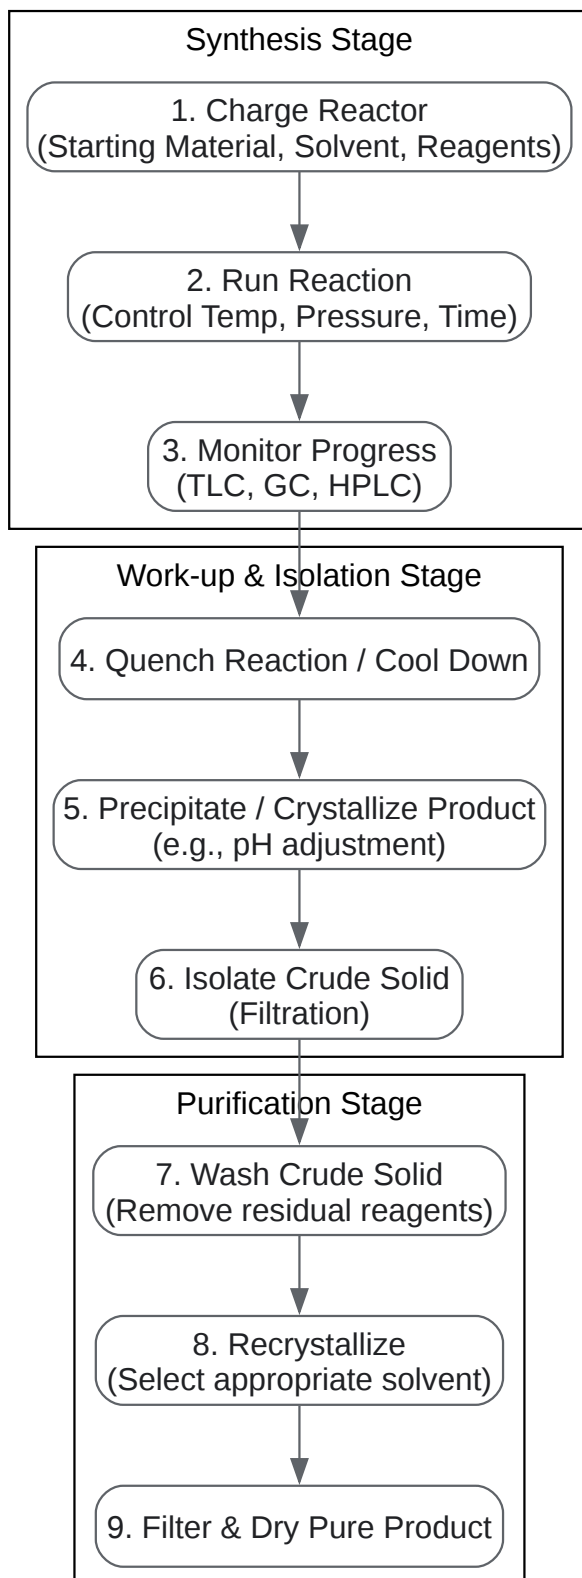 Synthesis Stage
1. Charge Reactor
(Starting Material, Solvent, Reagents)
2. Run Reaction
(Control Temp, Pressure, Time)
3. Monitor Progress
(TLC, GC, HPLC)
Work-up & Isolation Stage
4. Quench Reaction / Cool Down
5. Precipitate / Crystallize Product
(e.g., pH adjustment)
6. Isolate Crude Solid
(Filtration)
Purification Stage
7. Wash Crude Solid
(Remove residual reagents)
8. Recrystallize
(Select appropriate solvent)
9. Filter & Dry Pure Product